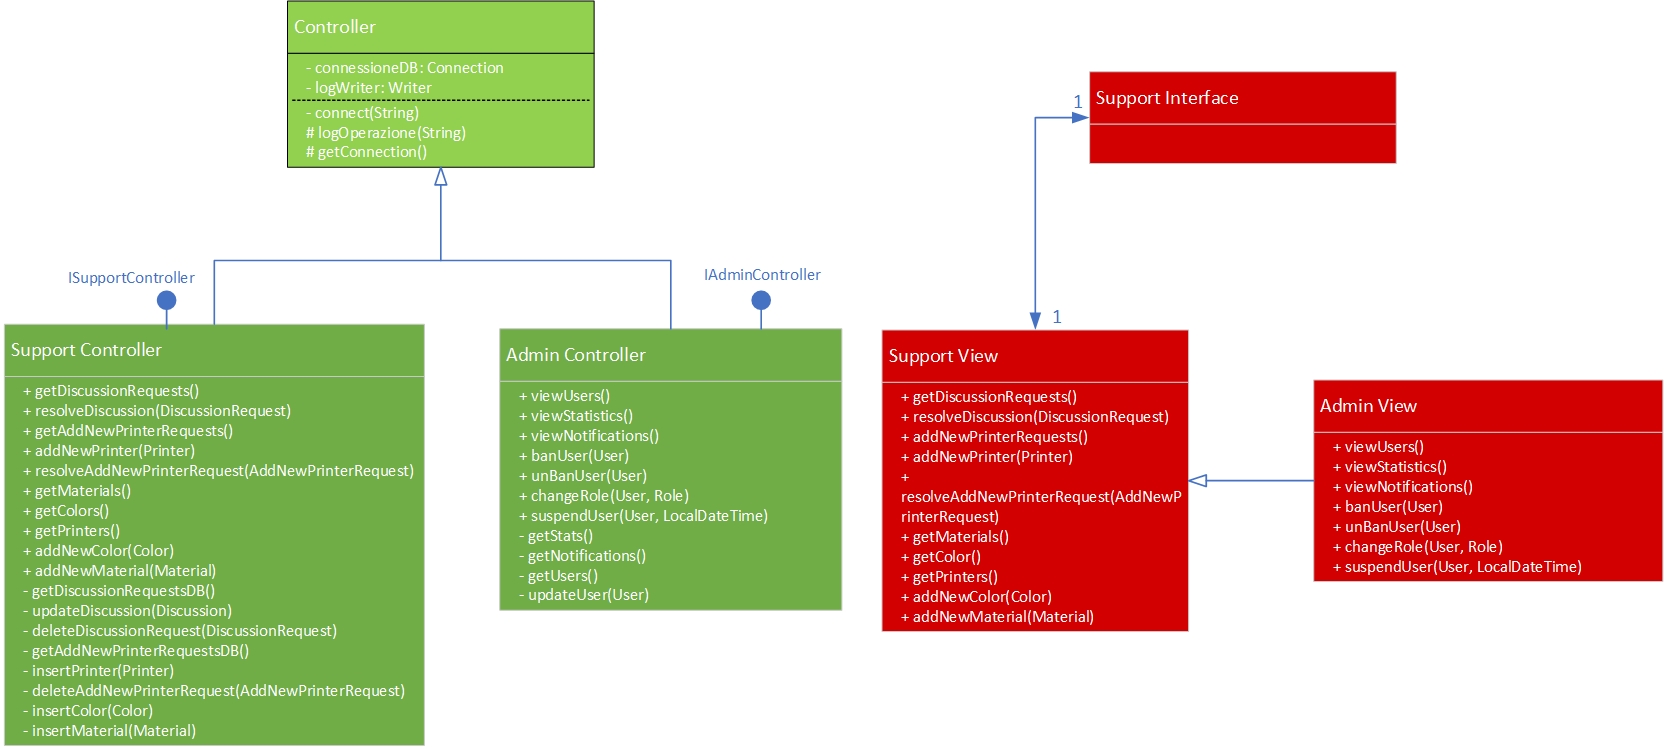 Controller
- connessioneDB: Connection
- logWriter: Writer
- connect(String)
# logOperazione(String)
# getConnection()
ISupportController
IAdminController
Support Controller
+ getDiscussionRequests()
+ resolveDiscussion(DiscussionRequest)
+ getAddNewPrinterRequests()
+ addNewPrinter(Printer)
+ resolveAddNewPrinterRequest(AddNewPrinterRequest)
+ getMaterials()
+ getColors()
+ getPrinters()
+ addNewColor(Color)
+ addNewMaterial(Material)
- getDiscussionRequestsDB()
- updateDiscussion(Discussion)
- deleteDiscussionRequest(DiscussionRequest)
- getAddNewPrinterRequestsDB()
- insertPrinter(Printer)
- deleteAddNewPrinterRequest(AddNewPrinterRequest)
- insertColor(Color)
- insertMaterial(Material)
Admin Controller
+ viewUsers()
+ viewStatistics()
+ viewNotifications()
+ banUser(User)
+ unBanUser(User)
+ changeRole(User, Role)
+ suspendUser(User, LocalDateTime)
- getStats()
- getNotifications()
- getUsers()
- updateUser(User)
1
Support Interface
1
Support View
+ getDiscussionRequests()
+ resolveDiscussion(DiscussionRequest)
+ addNewPrinterRequests()
+ addNewPrinter(Printer)
+
resolveAddNewPrinterRequest(AddNewP
rinterRequest)
+ getMaterials()
+ getColor()
+ getPrinters()
+ addNewColor(Color)
+ addNewMaterial(Material)
Admin View
+ viewUsers()
+ viewStatistics()
+ viewNotifications()
+ banUser(User)
+ unBanUser(User)
+ changeRole(User, Role)
+ suspendUser(User, LocalDateTime)